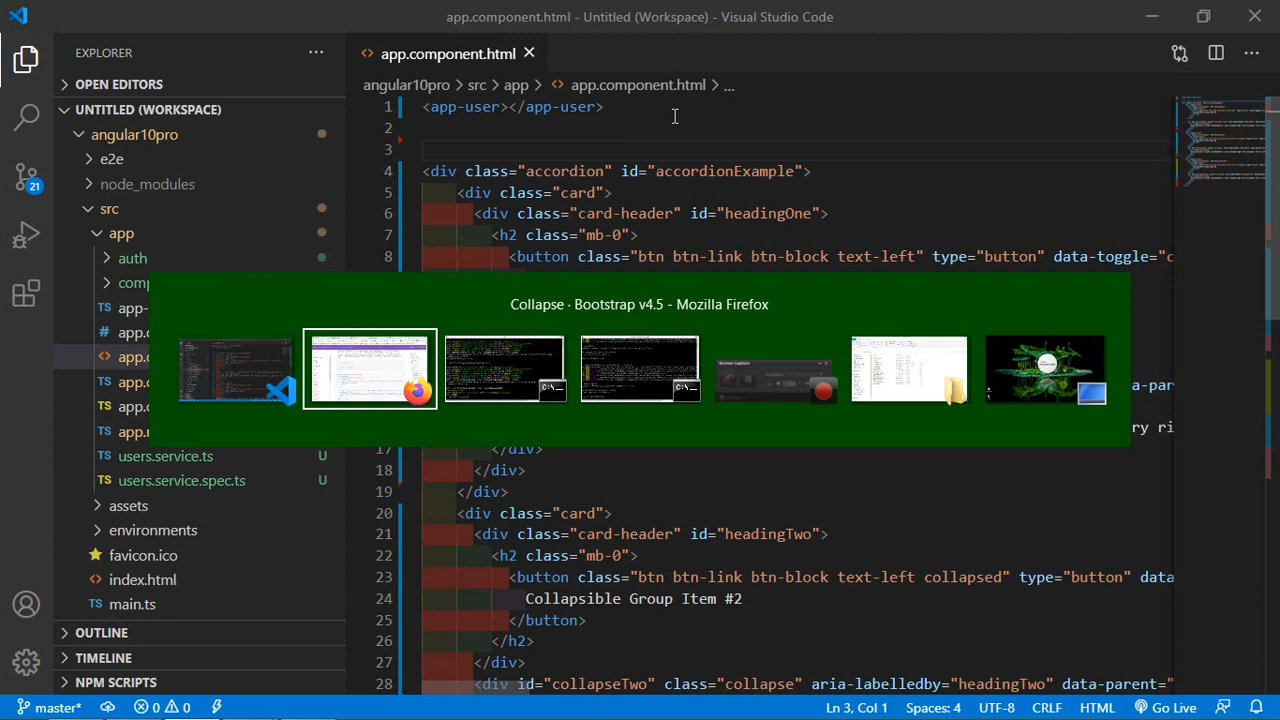 app.component.html - Untitled (Workspace) - Visual Studio Code
EXPLORER
OPEN EDITORS
UNTITLED (WORKSPACE)
angular10pro
e2e
node_modules
src
app
auth
app.
users.service.ts U
users.service.spec.ts U
assets
environments
favicon.ico
index.html
main.ts
OUTLINE
TIMELINE
NPM SCRIPTS
21
app.component.html
angular10pro > src > app > app.component.html > ...
1 <app-user></app-user>
2
3
4 <div class="accordion" id="accordionExample">
5 <div class="card">
6 <div class="card-header" id="headingOne">
7 <h2 class="mb-0">
8 <button class="btn btn-link btn-block text-left" type="button" data-toggle="c
Collapse · Bootstrap v4.5 - Mozilla Firefox
17 </div>
18 </div>
19 </div>
20 <div class="card">
21 <div class="card-header" id="headingTwo">
22 <h2 class="mb-0">
23 <button class="btn btn-link btn-block text-left collapsed" type="button" data
24 Collapsible Group Item #2
25 </button>
26 </h2>
27 </div>
28 <div id="collapseTwo" class="collapse" aria-labelledby="headingTwo" data-parent="
master* 0 0 Ln 3, Col 1 Spaces: 4 UTF-8 CRLF HTML Go Live